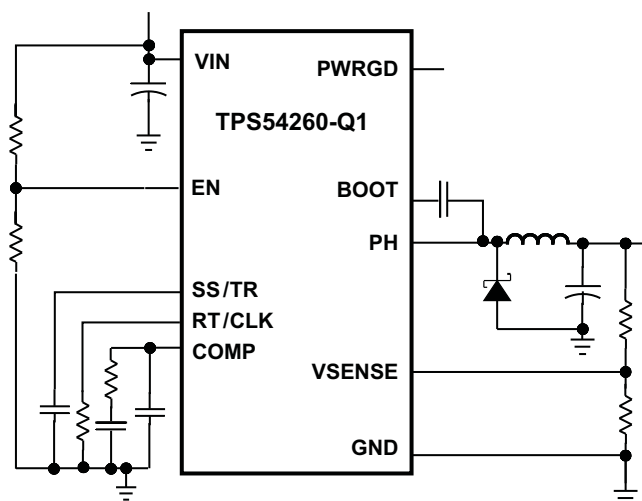 VIN
PWRGD
TPS54260-Q1
EN
BOOT
PH
SS/TR
RT/CLK
COMP
VSENSE
GND